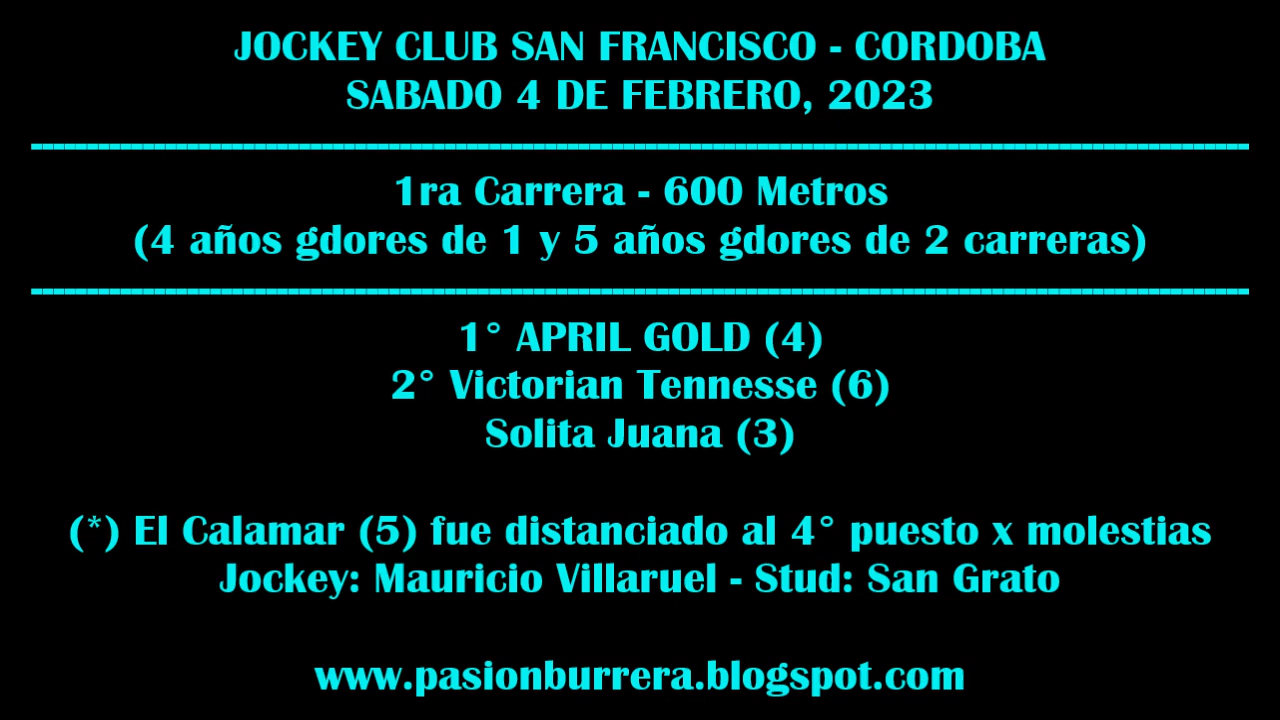 JOCKEY CLUB SAN FRANCISCO - CORDOBA
SABADO 4 DE FEBRERO, 2023
1ra Carrera - 600 Metros
(4 años gdores de 1 y 5 años gdores de 2 carreras)
1° APRIL GOLD (4)
2° Victorian Tennesse (6)
Solita Juana (3)
(*) El Calamar (5) fue distanciado al 4° puesto x molestias
Jockey: Mauricio Villaruel - Stud: San Grato
www.pasionburrera.blogspot.com